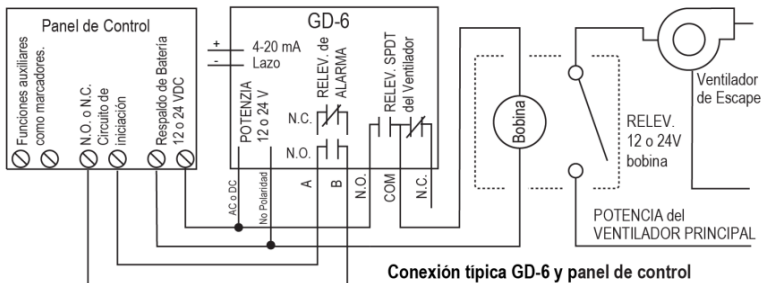 Panel de Control
Funciones auxiliares
como marcadores.
N.O. o N.C.
Circuito de
iniciación
Respaldo de Batería
12 o 24 VDC
GD-6
+
-
4-20 mA
Lazo
POTENZIA
12 o 24 V
RELEV. de
ALARMA
N.C.
N.O.
RELEV. SPDT
del Ventilador
AC o DC
No Polaridad
A
B
N.O.
COM
N.C.
Bobina
RELEV.
12 o 24V
bobina
Ventilador
de Escape
POTENCIA del
VENTILADOR PRINCIPAL
Conexión típica GD-6 y panel de control